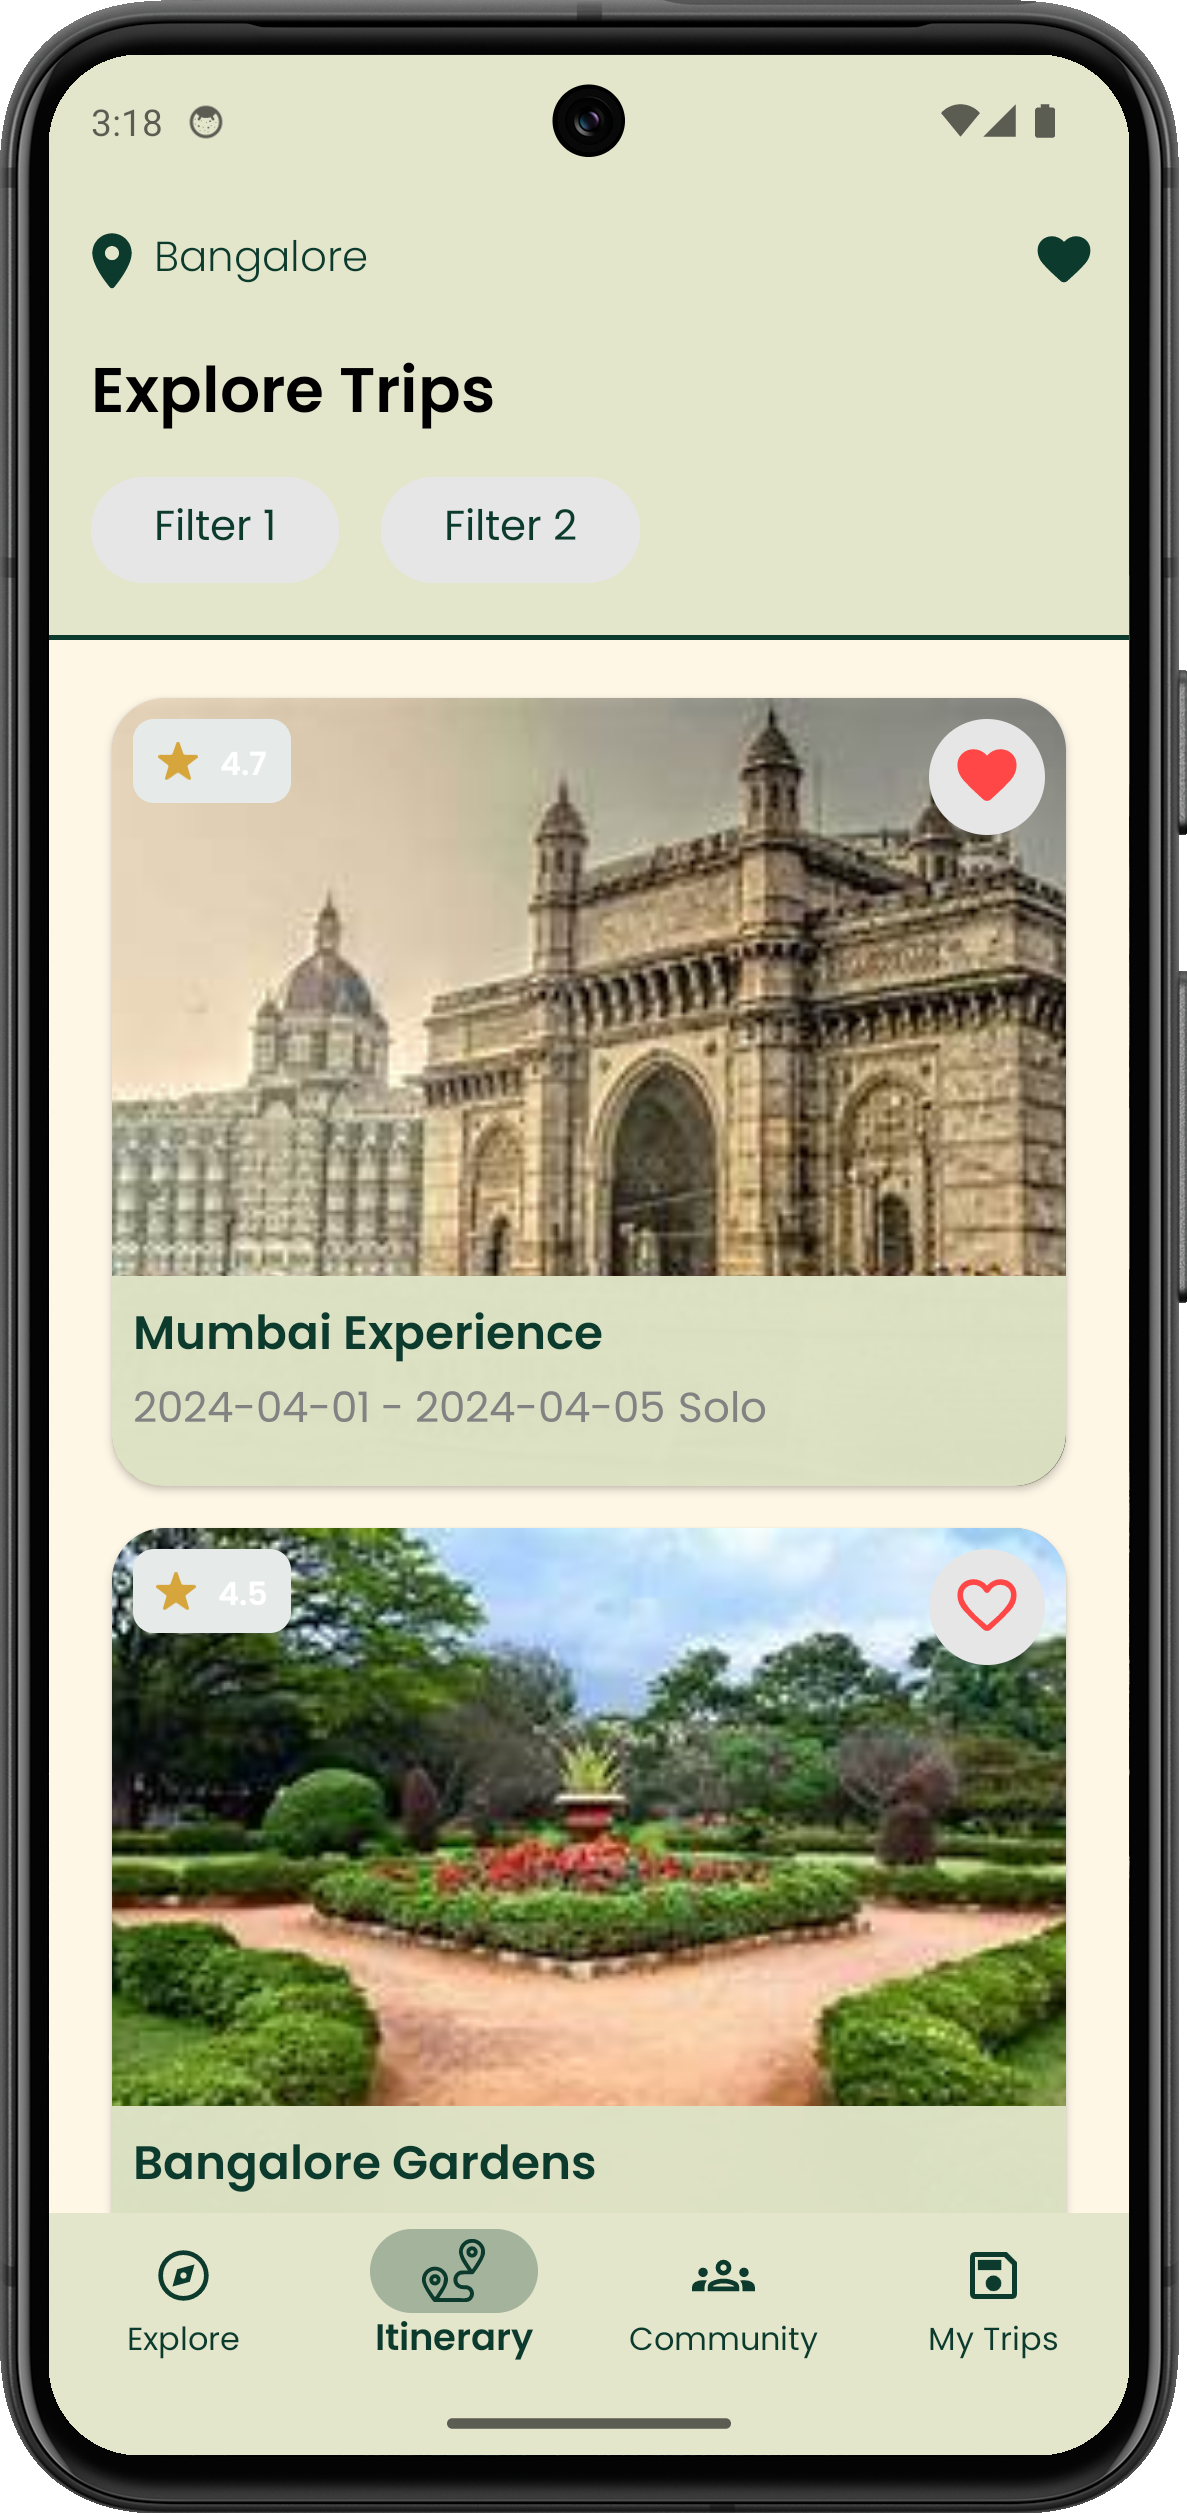 3:18
Bangalore
Explore Trips
Filter 1 Filter 2
4.7
Mumbai Experience
2024-04-01 - 2024-04-05 Solo
4.5
Bangalore Gardens
Explore Itinerary Community My Trips